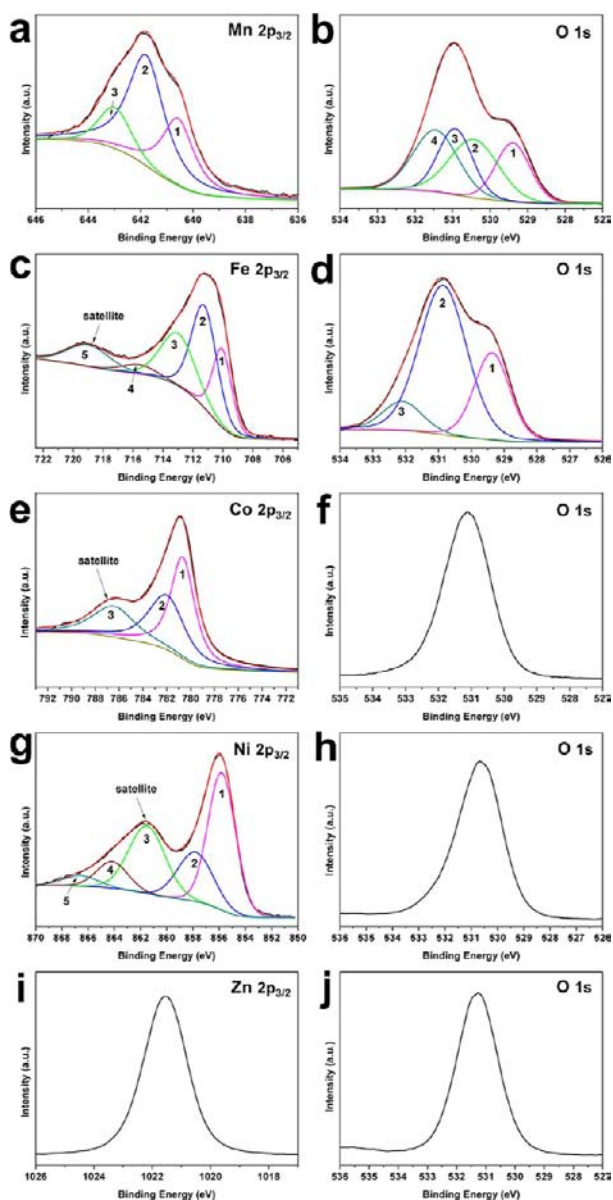 a
Mn 2p3/2
3
2
1
Intensity (a.u.)
646 644 642 640 638 636
Binding Energy (eV)
b
O 1s
4
3
2
1
Intensity (a.u.)
534 533 532 531 530 529 528 527
Binding Energy (eV)
c
Fe 2p3/2
satellite
5
4
3
2
1
Intensity (a.u.)
722 720 718 716 714 712 710 708 706
Binding Energy (eV)
d
O 1s
3
2
1
Intensity (a.u.)
534 533 532 531 530 529 528 527 526
Binding Energy (eV)
e
Co 2p3/2
satellite
3
2
1
Intensity (a.u.)
792 790 788 786 784 782 780 778 776 774 772
Binding Energy (eV)
f
O 1s
Intensity (a.u.)
535 534 533 532 531 530 529 528 527
Binding Energy (eV)
g
Ni 2p3/2
satellite
5
4
3
2
1
Intensity (a.u.)
870 868 866 864 862 860 858 856 854 852 850
Binding Energy (eV)
h
O 1s
Intensity (a.u.)
536 535 534 533 532 531 530 529 528 527 526
Binding Energy (eV)
i
Zn 2p3/2
Intensity (a.u.)
1026 1024 1022 1020 1018
Binding Energy (eV)
j
O 1s
Intensity (a.u.)
536 535 534 533 532 531 530 529 528 527
Binding Energy (eV)